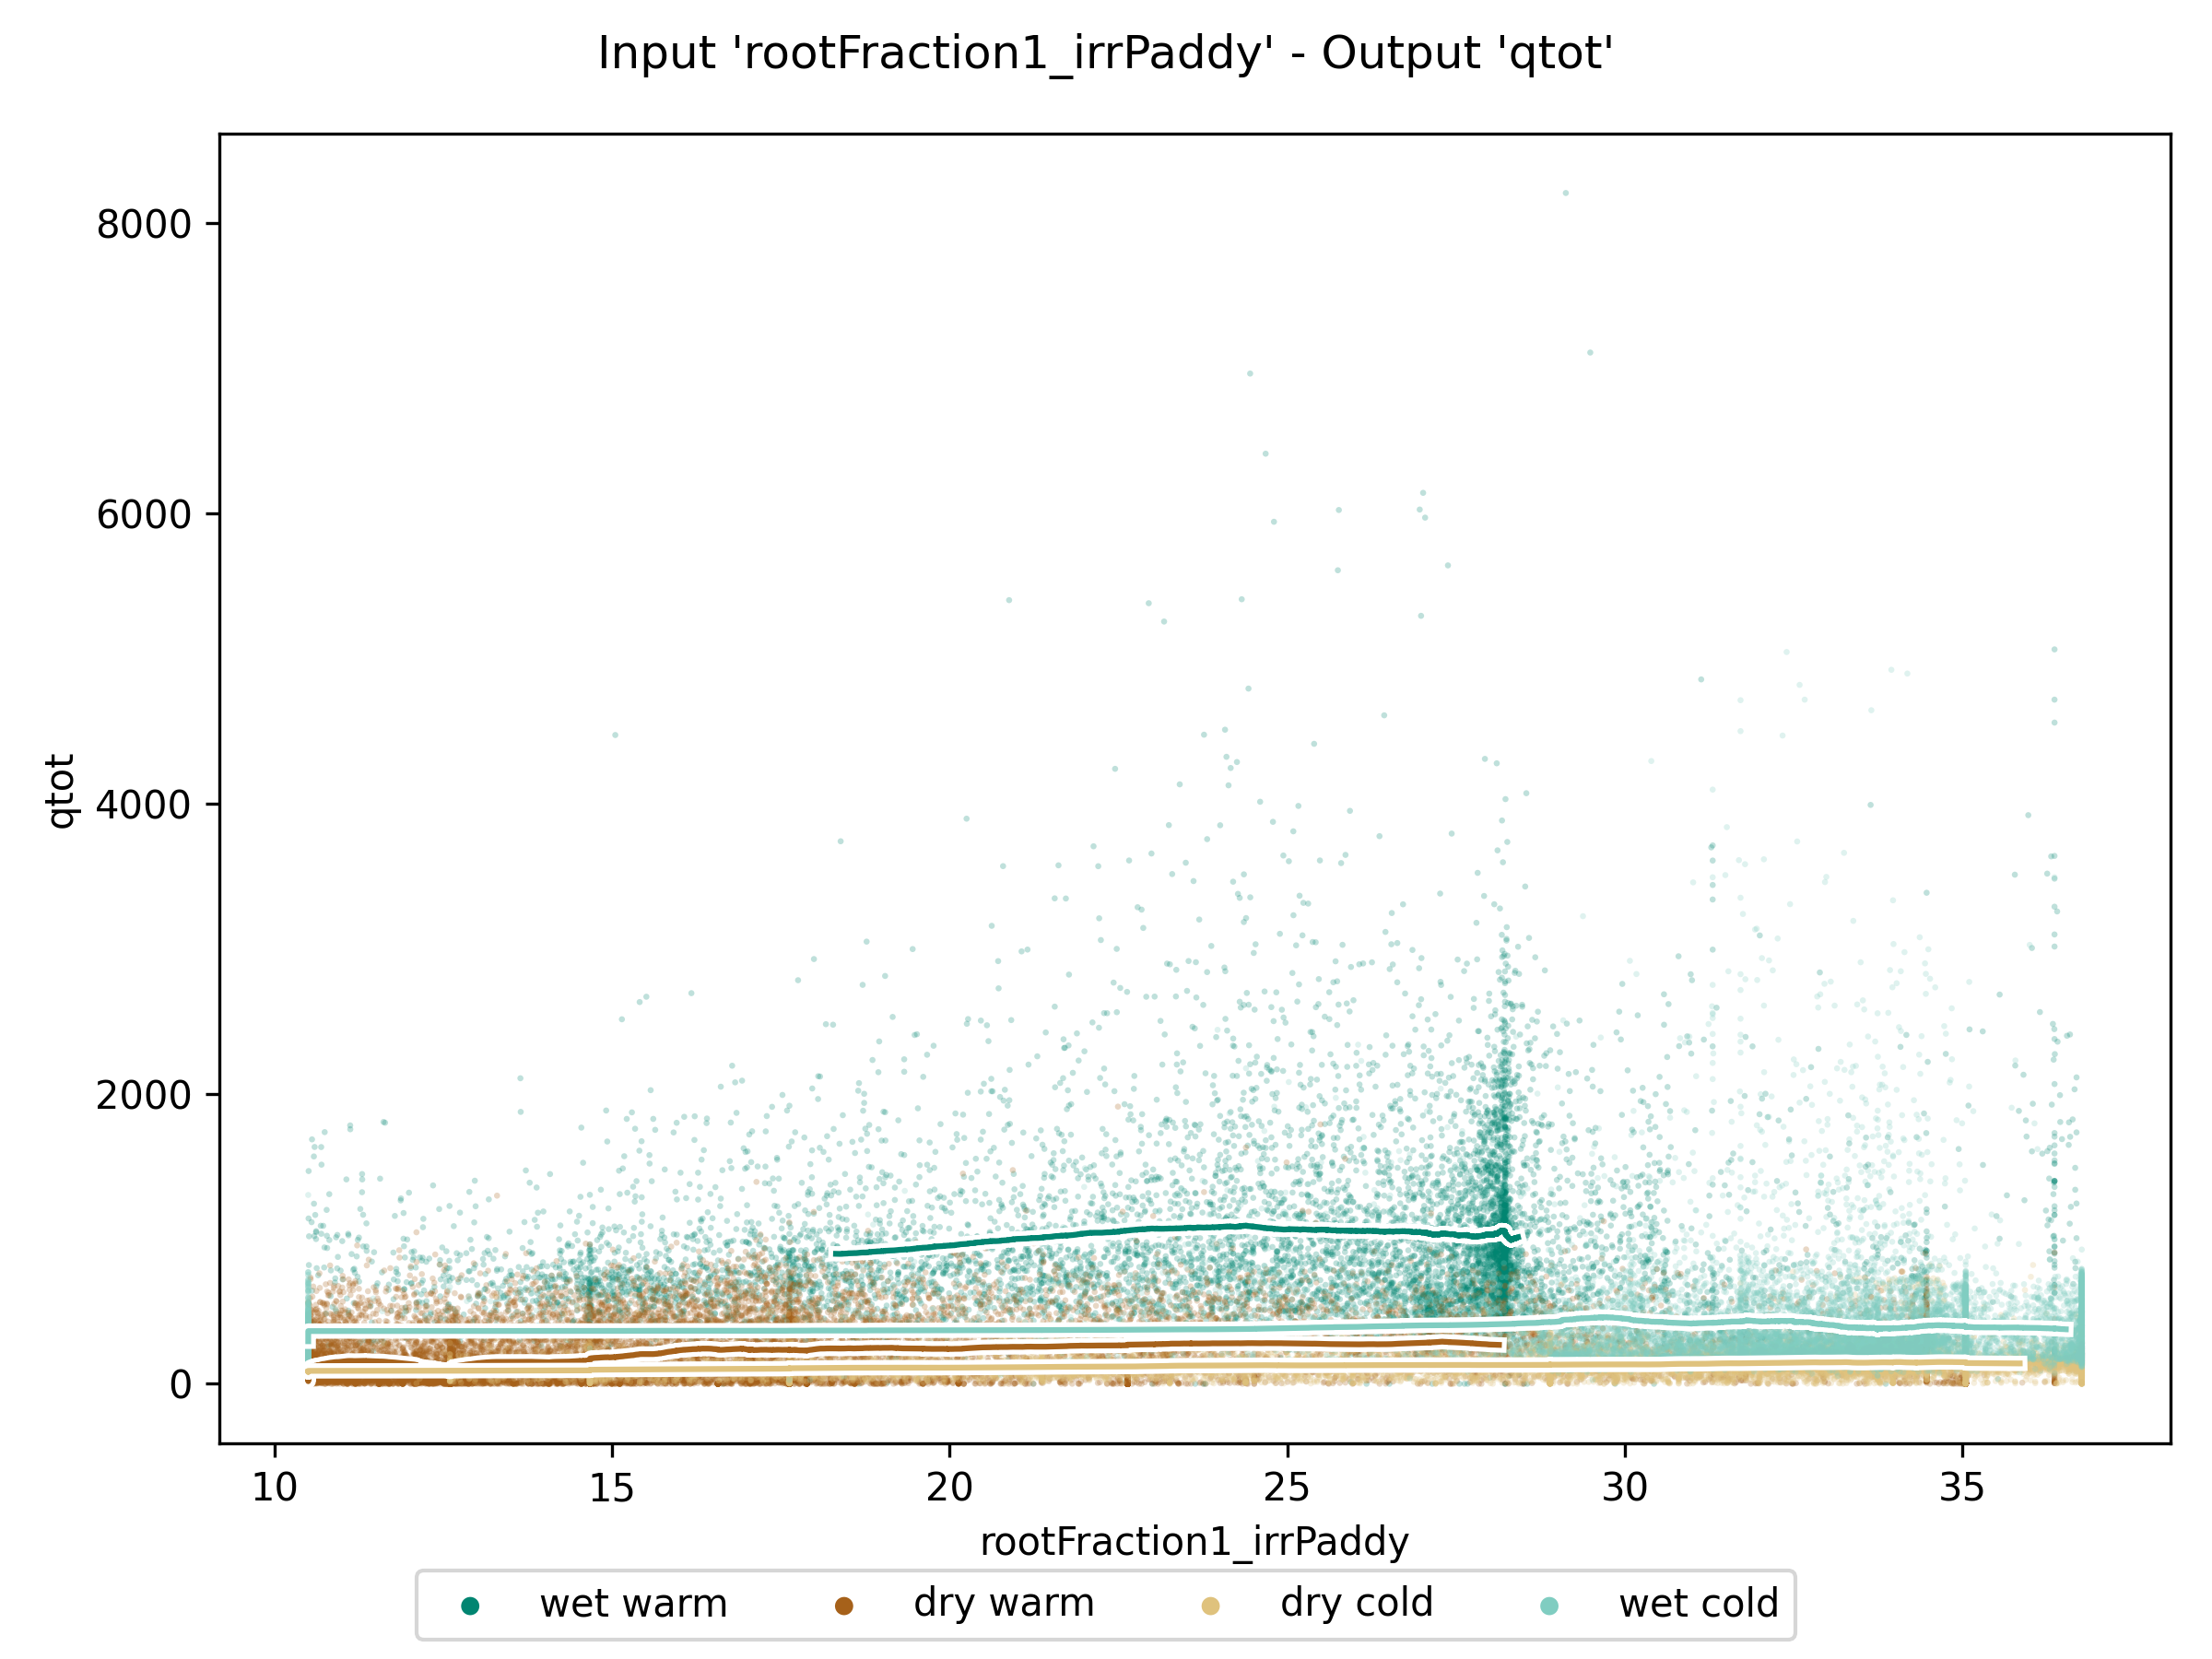 Input 'rootFraction1_irrPaddy' - Output 'qtot'
8000
6000
4000
2000
0
qtot
10 15 20 25 30 35
rootFraction1_irrPaddy
wet warm dry warm dry cold wet cold